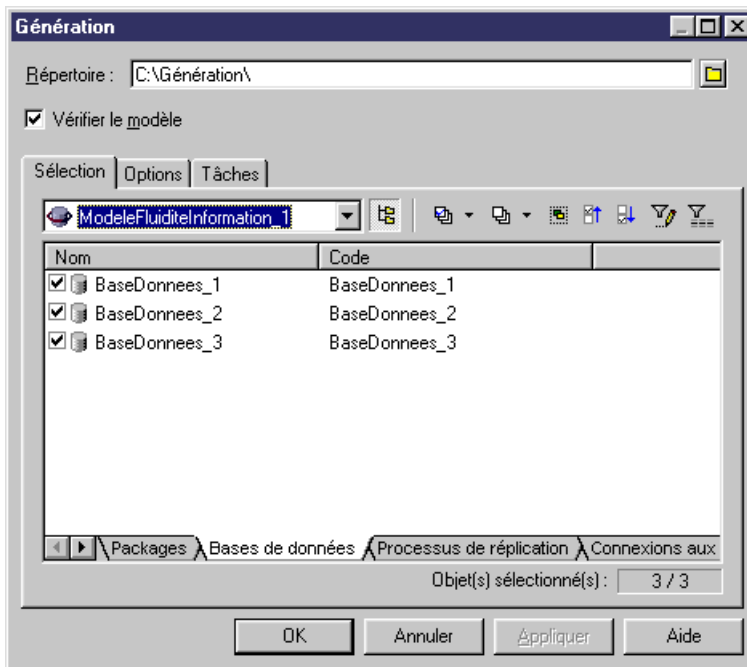 Génération
Répertoire : C:\Génération\
Vérifier le modèle
Sélection Options Tâches
ModeleFluiditeInformation_1
Nom Code
BaseDonnees_1 BaseDonnees_1
BaseDonnees_2 BaseDonnees_2
BaseDonnees_3 BaseDonnees_3
Packages Bases de données Processus de réplication Connexions aux
Objet(s) sélectionné(s) : 3 / 3
OK Annuler Appliquer Aide